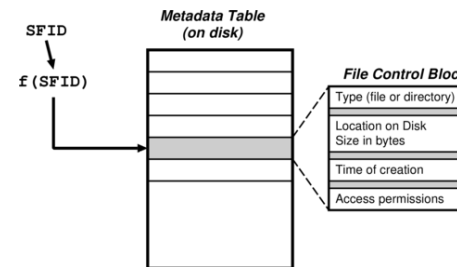 SFID
f(SFID)
Metadata Table
(on disk)
File Control Bloc
Type (file or directory)
Location on Disk
Size in bytes
Time of creation
Access permissions